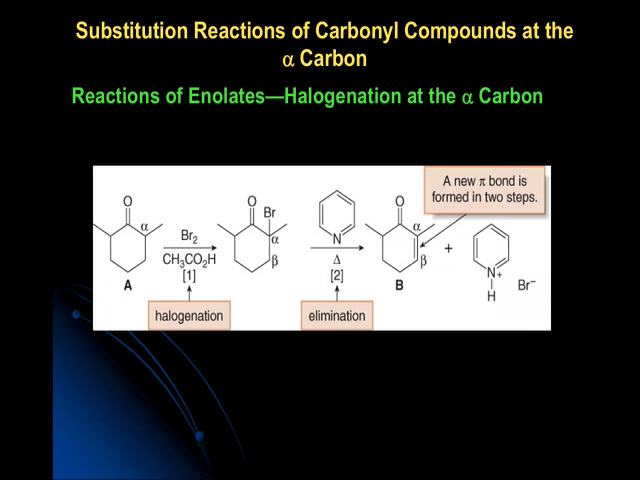 Substitution Reactions of Carbonyl Compounds at the
α Carbon
Reactions of Enolates—Halogenation at the α Carbon
A new π bond is
formed in two steps.
O
α
A
Br₂
CH₃CO₂H
[1]
halogenation
O
Br
α
β
N
Δ
[2]
elimination
O
α
β
B
+
N⁺
H
Br⁻